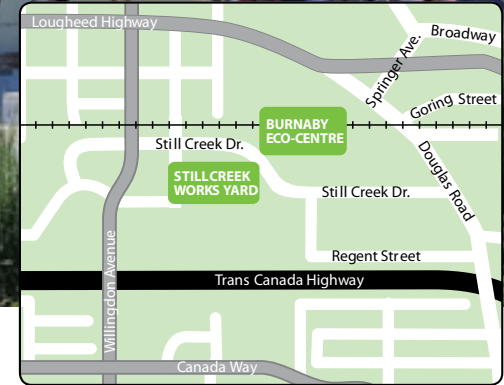 Lougheed Highway
Broadway
Springer Ave.
Goring Street
BURNABY
ECO-CENTRE
Still Creek Dr.
STILLCREEK
WORKS YARD
Douglas Road
Still Creek Dr.
Willingdon Avenue
Regent Street
Trans Canada Highway
Canada Way